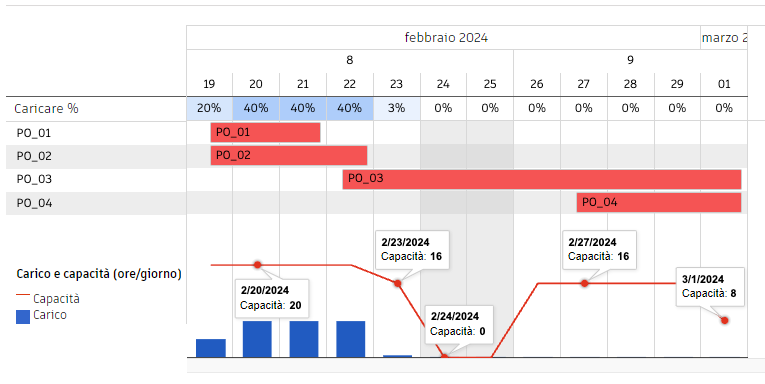 febbraio 2024
marzo 2
8
9
19 20 21 22 23 24 25 26 27 28 29 01
Caricare % 20% 40% 40% 40% 3% 0% 0% 0% 0% 0% 0% 0%
PO_01 PO_01
PO_02 PO_02
PO_03 PO_03
PO_04 PO_04
2/23/2024
Capacità: 16
2/27/2024
Capacità: 16
Carico e capacità (ore/giorno)
Capacità
Carico
2/20/2024
Capacità: 20
3/1/2024
Capacità: 8
2/24/2024
Capacità: 0